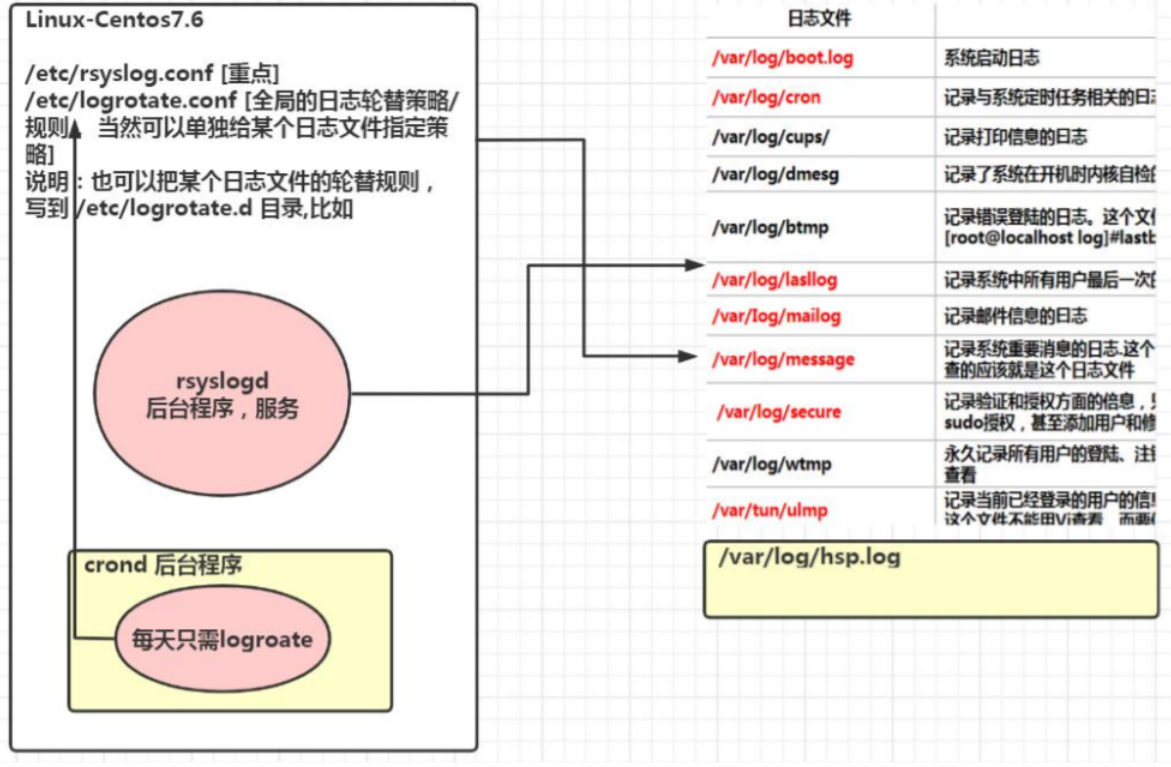 Linux-Centos7.6
/etc/rsyslog.conf [重点]
/etc/logrotate.conf [全局的日志轮替策略/
规则， 当然可以单独给某个日志文件指定策
略]
说明：也可以把某个日志文件的轮替规则，
写到 /etc/logrotate.d 目录,比如
rsyslogd
后台程序，服务
crond 后台程序
每天只需logroate
日志文件
/var/log/boot.log
系统启动日志
/var/log/cron
记录与系统定时任务相关的日
/var/log/cups/
记录打印信息的日志
/var/log/dmesg
记录了系统在开机时内核自检
/var/log/btmp
记录错误登陆的日志。这个文
[root@localhost log]#lastb
/var/log/lasllog
记录系统中所有用户最后一次
/var/log/mailog
记录邮件信息的日志
/var/log/message
记录系统重要消息的日志.这个
查的应该就是这个日志文件
/var/log/secure
记录验证和授权方面的信息，
sudo授权，甚至添加用户和修
/var/log/wtmp
永久记录所有用户的登陆、注
查看
/var/tun/ulmp
记录当前已经登录的用户的信
这个文件不能用Vi查看 而要
/var/log/hsp.log